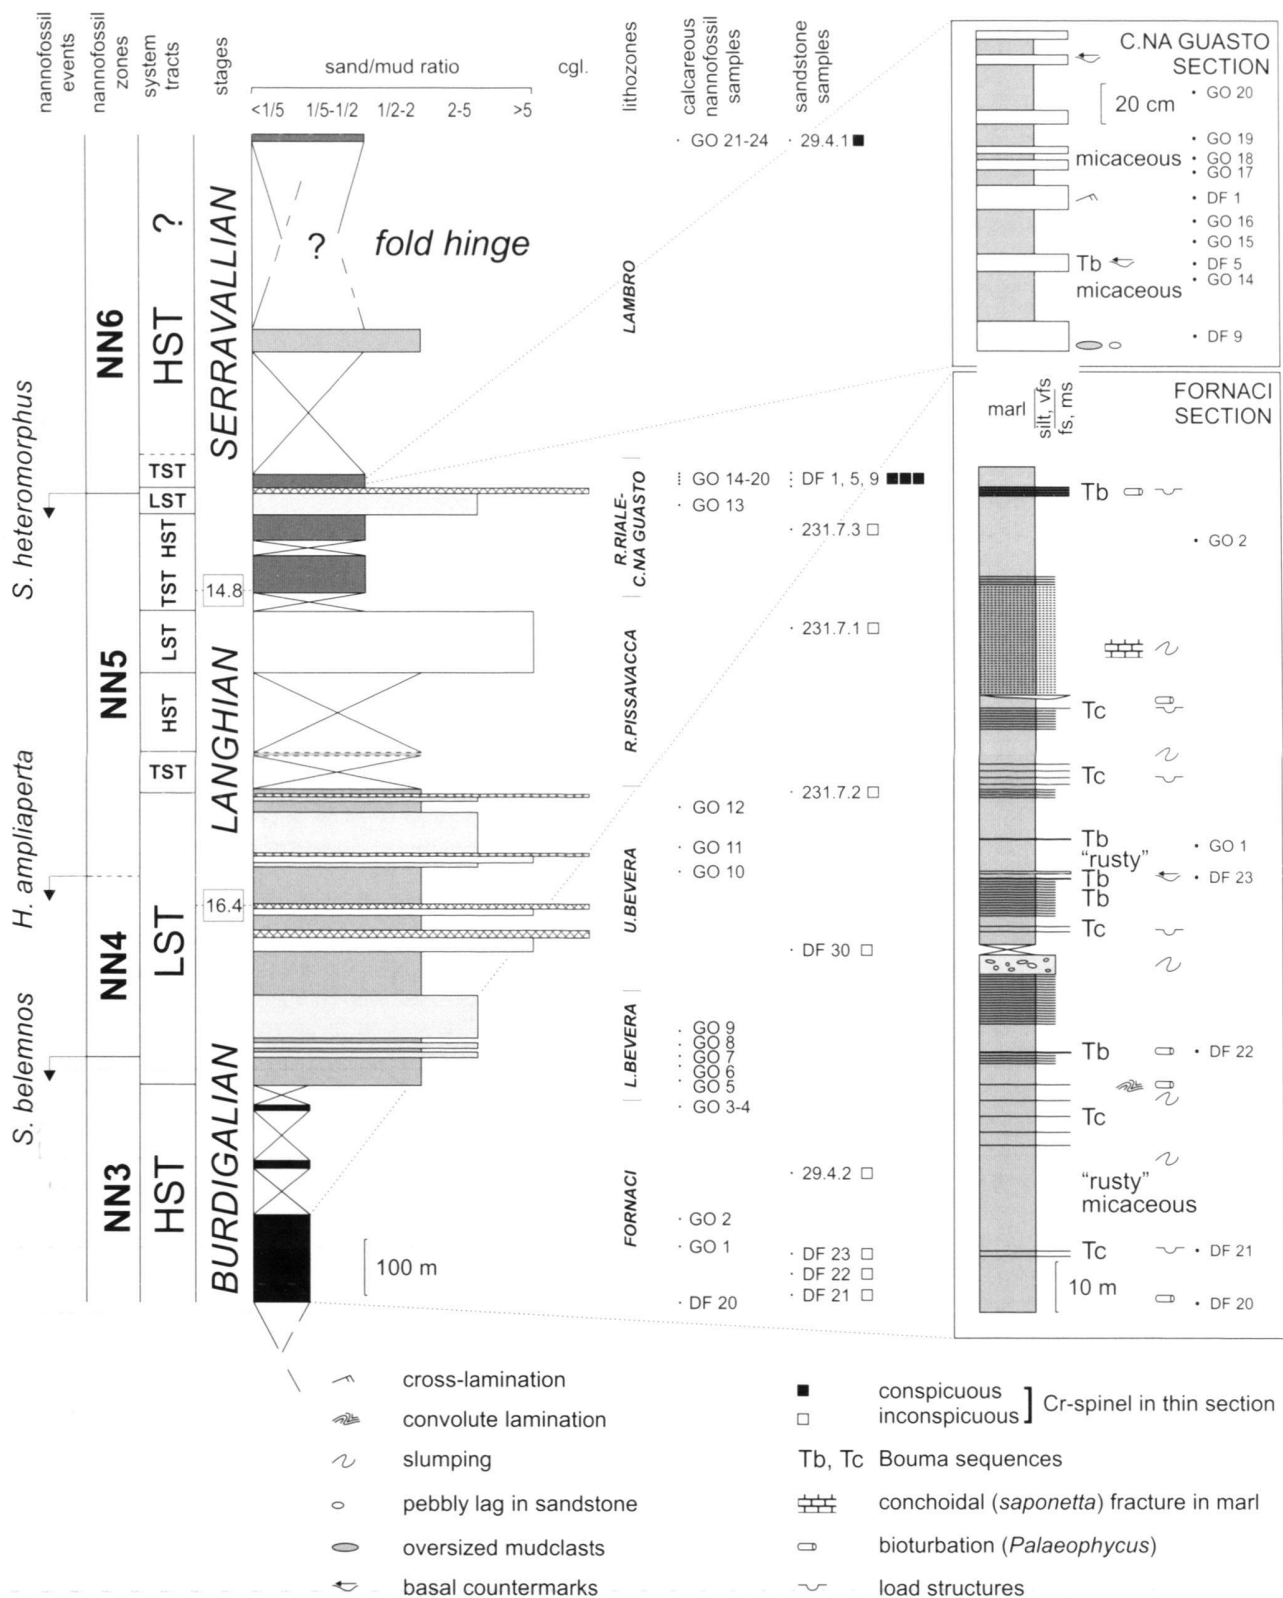 nannofossil
events
nannofossil
zones
system
tracts
stages
sand/mud ratio
cgl.
<1/5 1/5-1/2 1/2-2 2-5 >5
lithozones
calcareous
nannofossil
samples
sandstone
samples
S. heteromorphus
H. ampliaperta
S. belemnos
NN6
NN5
NN4
NN3
?
HST
TST
LST
HST
TST
LST
HST
TST
LST
HST
SERRAVALLIAN
LANGHIAN
BURDIGALIAN
14.8
16.4
? fold hinge
100 m
LAMBRO
R.RIALE-
C.NA GUASTO
R.PISSAVACCA
U.BEVERA
L.BEVERA
FORNACI
GO 21-24
GO 14-20
GO 13
GO 12
GO 11
GO 10
GO 9
GO 8
GO 7
GO 6
GO 5
GO 3-4
GO 2
GO 1
DF 20
29.4.1
DF 1, 5, 9
231.7.3
231.7.1
231.7.2
DF 30
29.4.2
DF 23
DF 22
DF 21
C.NA GUASTO
SECTION
20 cm
GO 20
GO 19
micaceous
GO 18
GO 17
DF 1
GO 16
GO 15
Tb
DF 5
GO 14
micaceous
DF 9
FORNACI
SECTION
marl
silt, vfs
fs, ms
Tb
GO 2
Tc
Tc
Tb
GO 1
"rusty"
Tb
DF 23
Tb
Tc
Tb
DF 22
Tc
"rusty"
micaceous
Tc
DF 21
10 m
DF 20
cross-lamination
convolute lamination
slumping
pebbly lag in sandstone
oversized mudclasts
basal countermarks
conspicuous
inconspicuous
] Cr-spinel in thin section
Tb, Tc Bouma sequences
conchoidal (saponetta) fracture in marl
bioturbation (Palaeophycus)
load structures